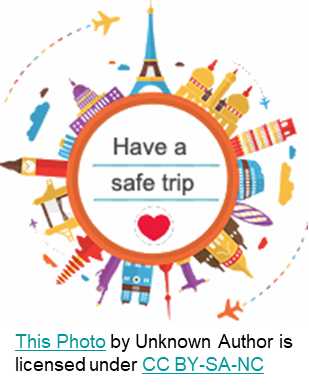 Have a
safe trip
This Photo by Unknown Author is
licensed under CC BY-SA-NC